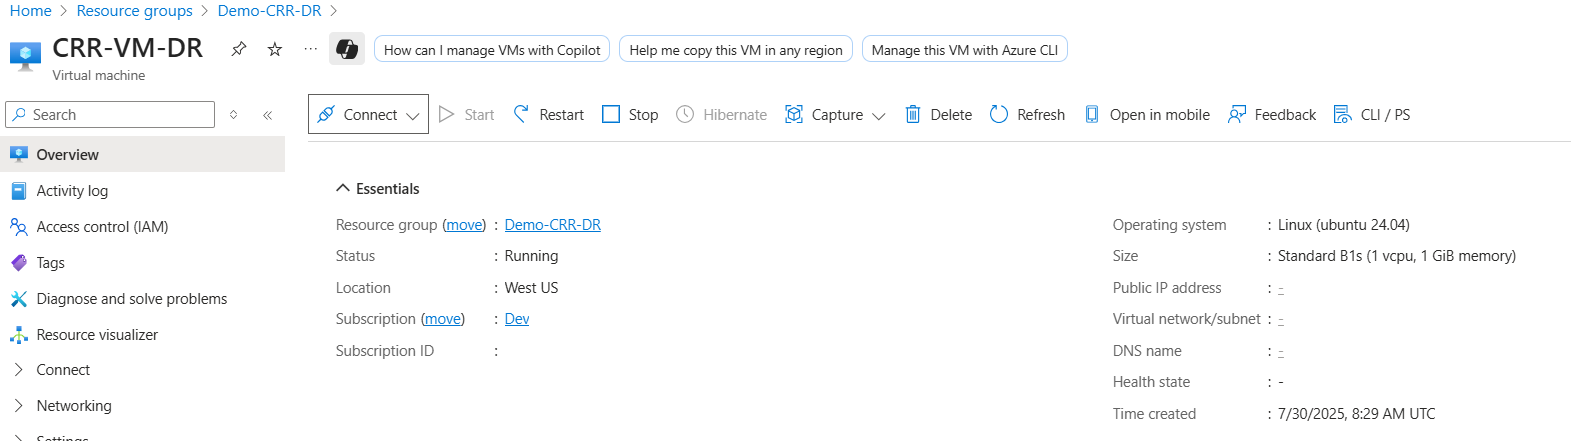 Home > Resource groups > Demo-CRR-DR >
CRR-VM-DR
Virtual machine
How can I manage VMs with Copilot
Help me copy this VM in any region
Manage this VM with Azure CLI
Search
Overview
Activity log
Access control (IAM)
Tags
Diagnose and solve problems
Resource visualizer
Connect
Networking
Settings
Connect Start Restart Stop Hibernate Capture Delete Refresh Open in mobile Feedback CLI / PS
Essentials
Resource group (move) : Demo-CRR-DR
Status : Running
Location : West US
Subscription (move) : Dev
Subscription ID :
Operating system : Linux (ubuntu 24.04)
Size : Standard B1s (1 vcpu, 1 GiB memory)
Public IP address : -
Virtual network/subnet : -
DNS name : -
Health state : -
Time created : 7/30/2025, 8:29 AM UTC